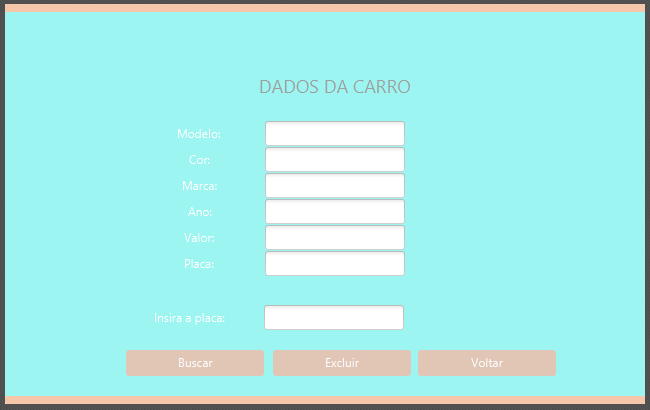 DADOS DA CARRO
Modelo:
Cor:
Marca:
Ano:
Valor:
Placa:
Insira a placa:
Buscar
Excluir
Voltar